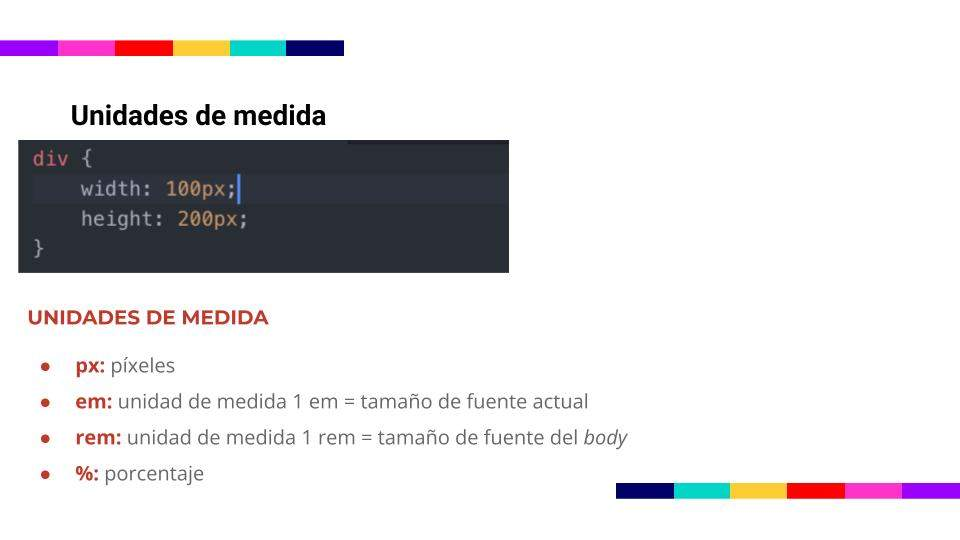 Unidades de medida
div {
    width: 100px;
    height: 200px;
}
UNIDADES DE MEDIDA
● px: píxeles
● em: unidad de medida 1 em = tamaño de fuente actual
● rem: unidad de medida 1 rem = tamaño de fuente del body
● %: porcentaje